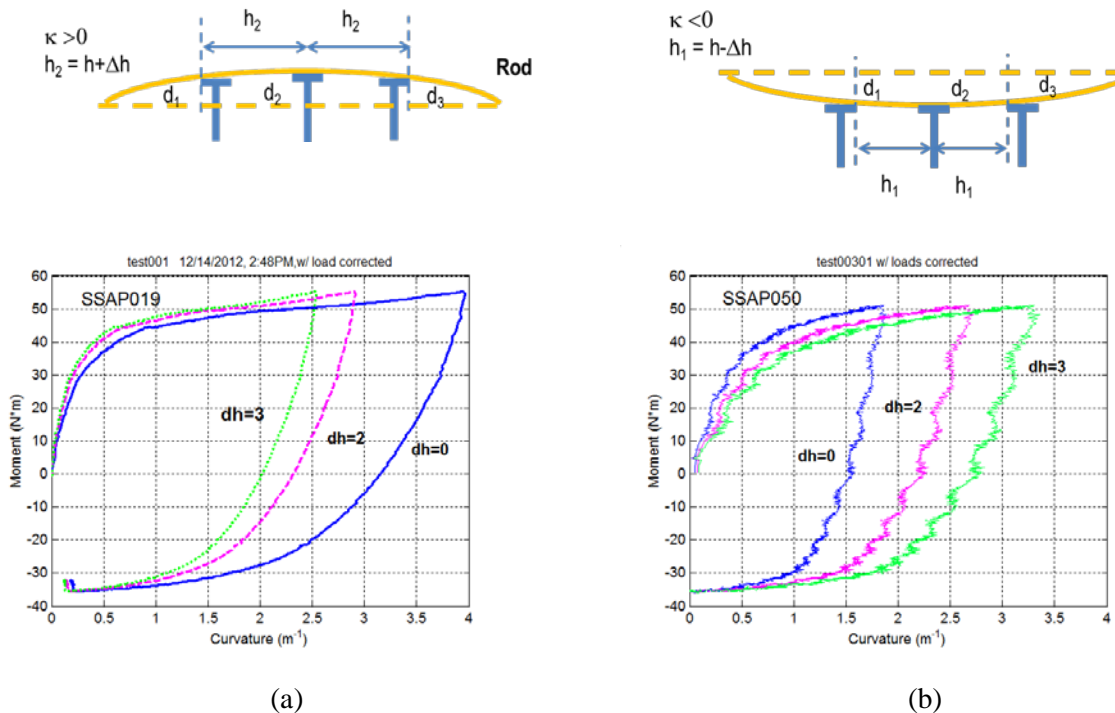 κ >0
h₂ = h+Δh
h₂ h₂
Rod
d₁ d₂ d₃
κ <0
h₁ = h-Δh
d₁ d₂ d₃
h₁ h₁
test001 12/14/2012, 2:48PM,w/ load corrected
SSAP019
60
50
40
30
20
10
0
-10
-20
-30
-40
Moment (N*m)
dh=3
dh=2
dh=0
0 0.5 1 1.5 2 2.5 3 3.5 4
Curvature (m⁻¹)
(a)
test00301 w/ loads corrected
SSAP050
60
50
40
30
20
10
0
-10
-20
-30
-40
Moment (N*m)
dh=3
dh=2
dh=0
0 0.5 1 1.5 2 2.5 3 3.5 4
Curvature (m⁻¹)
(b)